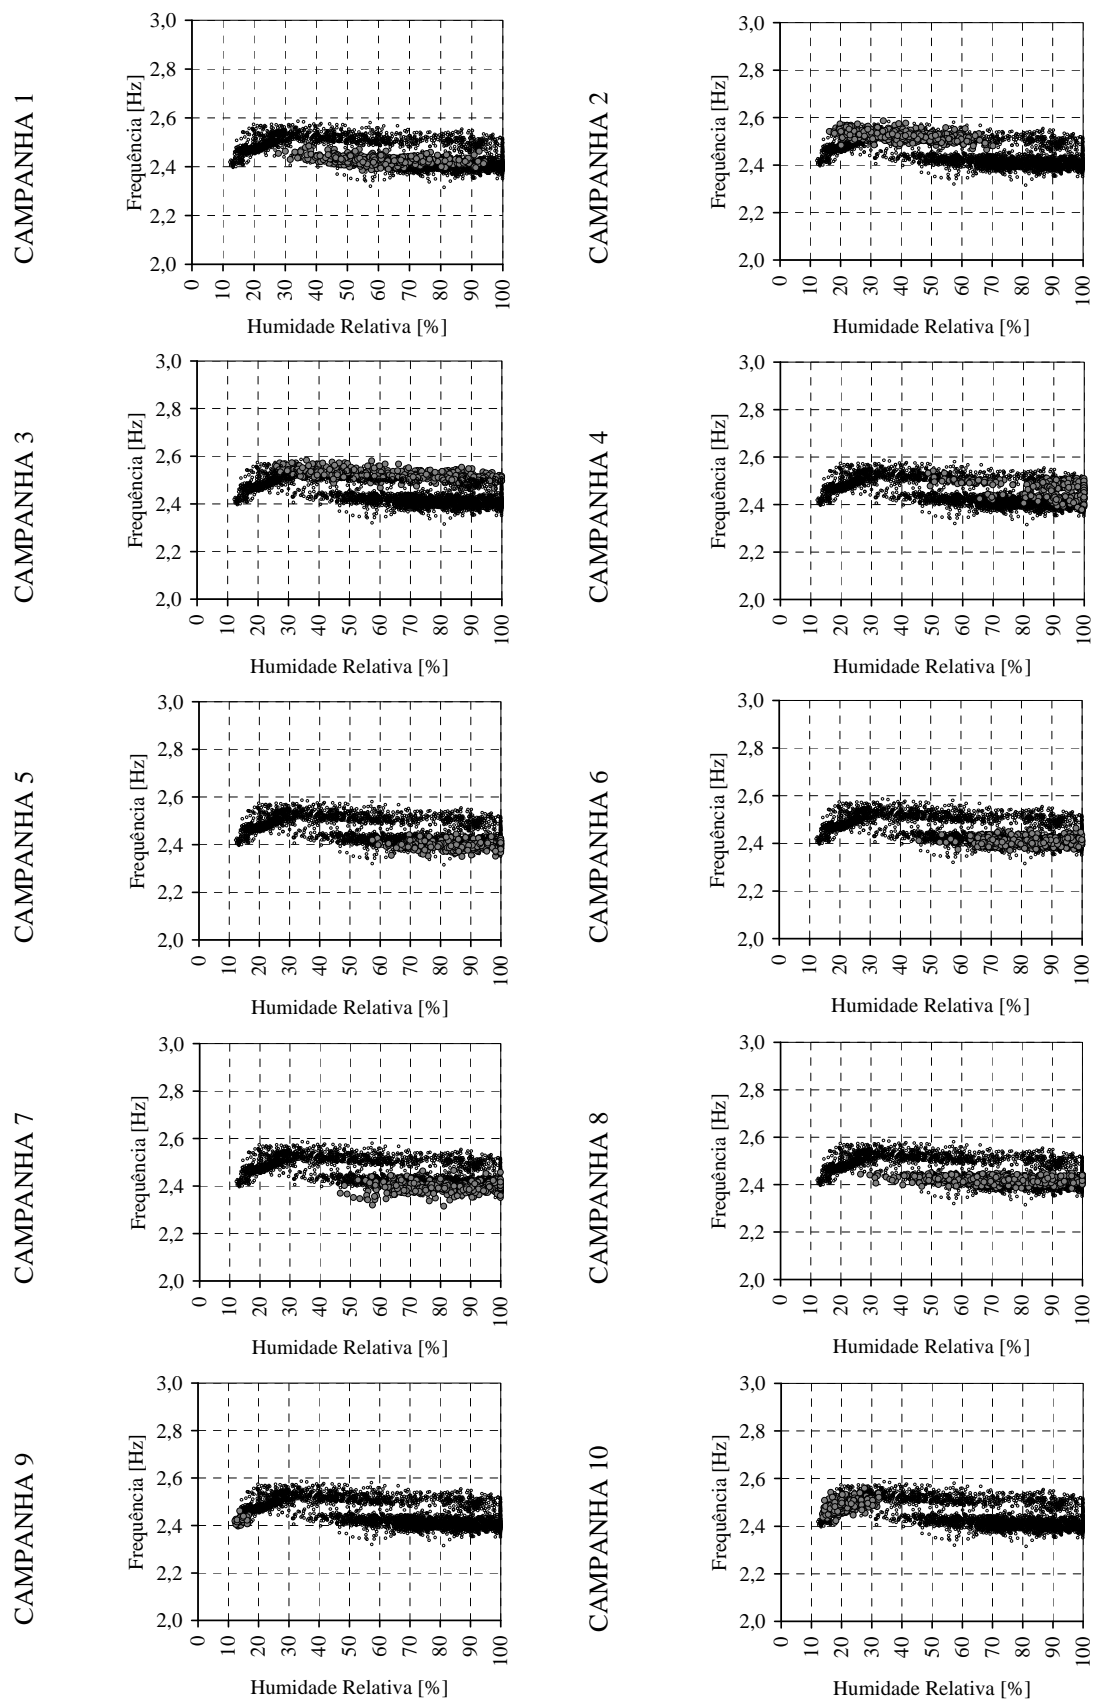 CAMPANHA 1
Frequência [Hz]
3,0
2,8
2,6
2,4
2,2
2,0
0 10 20 30 40 50 60 70 80 90 100
Humidade Relativa [%]
CAMPANHA 2
Frequência [Hz]
3,0
2,8
2,6
2,4
2,2
2,0
0 10 20 30 40 50 60 70 80 90 100
Humidade Relativa [%]
CAMPANHA 3
Frequência [Hz]
3,0
2,8
2,6
2,4
2,2
2,0
0 10 20 30 40 50 60 70 80 90 100
Humidade Relativa [%]
CAMPANHA 4
Frequência [Hz]
3,0
2,8
2,6
2,4
2,2
2,0
0 10 20 30 40 50 60 70 80 90 100
Humidade Relativa [%]
CAMPANHA 5
Frequência [Hz]
3,0
2,8
2,6
2,4
2,2
2,0
0 10 20 30 40 50 60 70 80 90 100
Humidade Relativa [%]
CAMPANHA 6
Frequência [Hz]
3,0
2,8
2,6
2,4
2,2
2,0
0 10 20 30 40 50 60 70 80 90 100
Humidade Relativa [%]
CAMPANHA 7
Frequência [Hz]
3,0
2,8
2,6
2,4
2,2
2,0
0 10 20 30 40 50 60 70 80 90 100
Humidade Relativa [%]
CAMPANHA 8
Frequência [Hz]
3,0
2,8
2,6
2,4
2,2
2,0
0 10 20 30 40 50 60 70 80 90 100
Humidade Relativa [%]
CAMPANHA 9
Frequência [Hz]
3,0
2,8
2,6
2,4
2,2
2,0
0 10 20 30 40 50 60 70 80 90 100
Humidade Relativa [%]
CAMPANHA 10
Frequência [Hz]
3,0
2,8
2,6
2,4
2,2
2,0
0 10 20 30 40 50 60 70 80 90 100
Humidade Relativa [%]